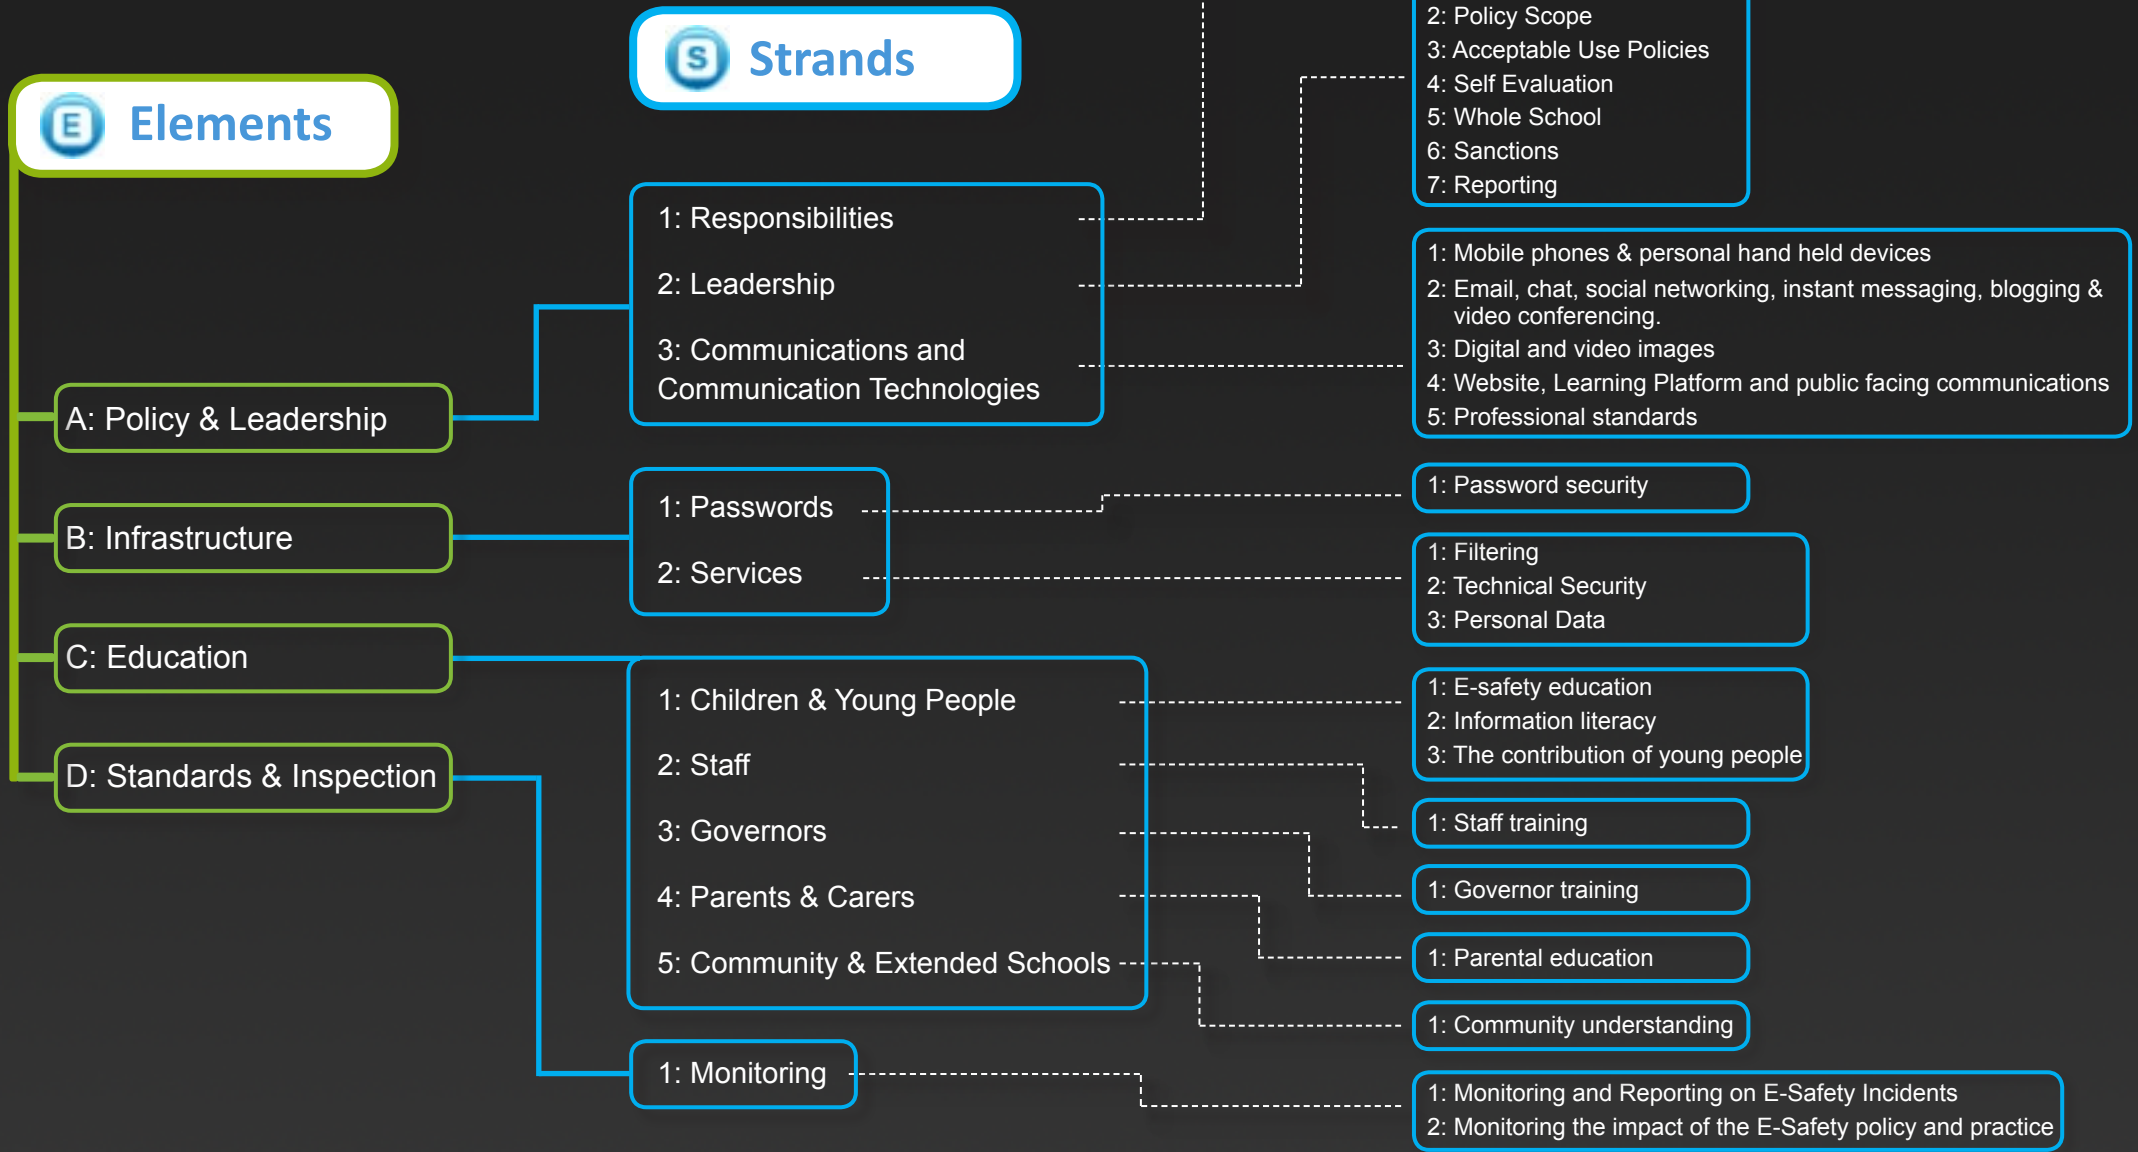 S Strands
E Elements
A: Policy & Leadership
B: Infrastructure
C: Education
D: Standards & Inspection
1: Responsibilities
2: Leadership
3: Communications and
Communication Technologies
1: Passwords
2: Services
1: Children & Young People
2: Staff
3: Governors
4: Parents & Carers
5: Community & Extended Schools
1: Monitoring
2: Policy Scope
3: Acceptable Use Policies
4: Self Evaluation
5: Whole School
6: Sanctions
7: Reporting
1: Mobile phones & personal hand held devices
2: Email, chat, social networking, instant messaging, blogging &
video conferencing.
3: Digital and video images
4: Website, Learning Platform and public facing communications
5: Professional standards
1: Password security
1: Filtering
2: Technical Security
3: Personal Data
1: E-safety education
2: Information literacy
3: The contribution of young people
1: Staff training
1: Governor training
1: Parental education
1: Community understanding
1: Monitoring and Reporting on E-Safety Incidents
2: Monitoring the impact of the E-Safety policy and practice